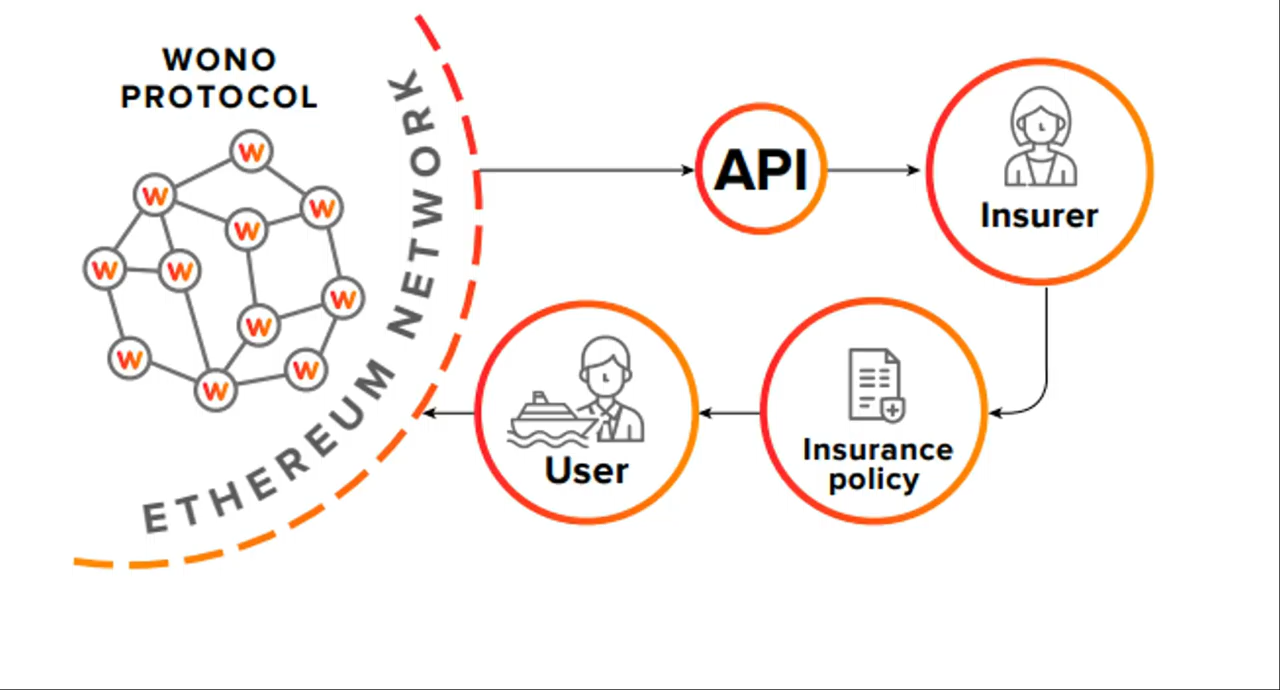 WONO
PROTOCOL
W
W
W
W
W
W
W
W
W
W
W
ETHEREUM NETWORK
API
Insurer
User
Insurance
policy